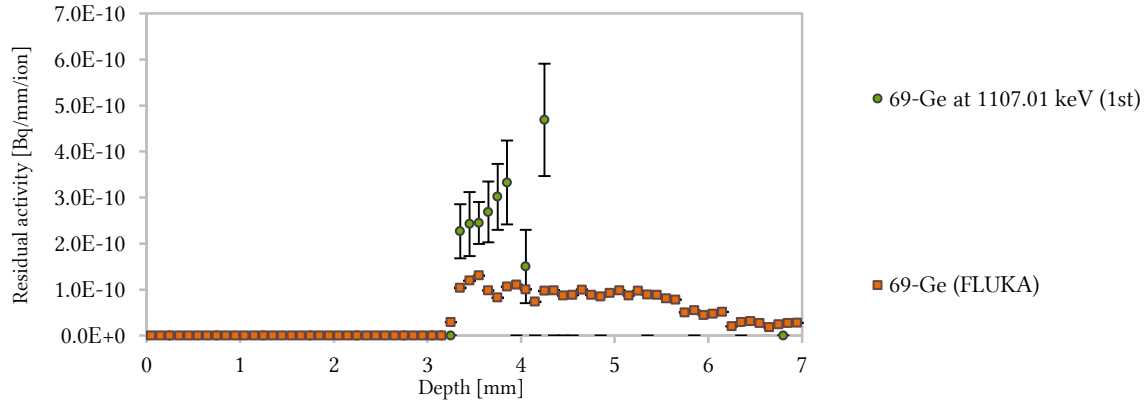 7.0E-10
6.0E-10
5.0E-10
4.0E-10
3.0E-10
2.0E-10
1.0E-10
0.0E+0
Residual activity [Bq/mm/ion]
0 1 2 3 4 5 6 7
Depth [mm]
69-Ge at 1107.01 keV (1st)
69-Ge (FLUKA)